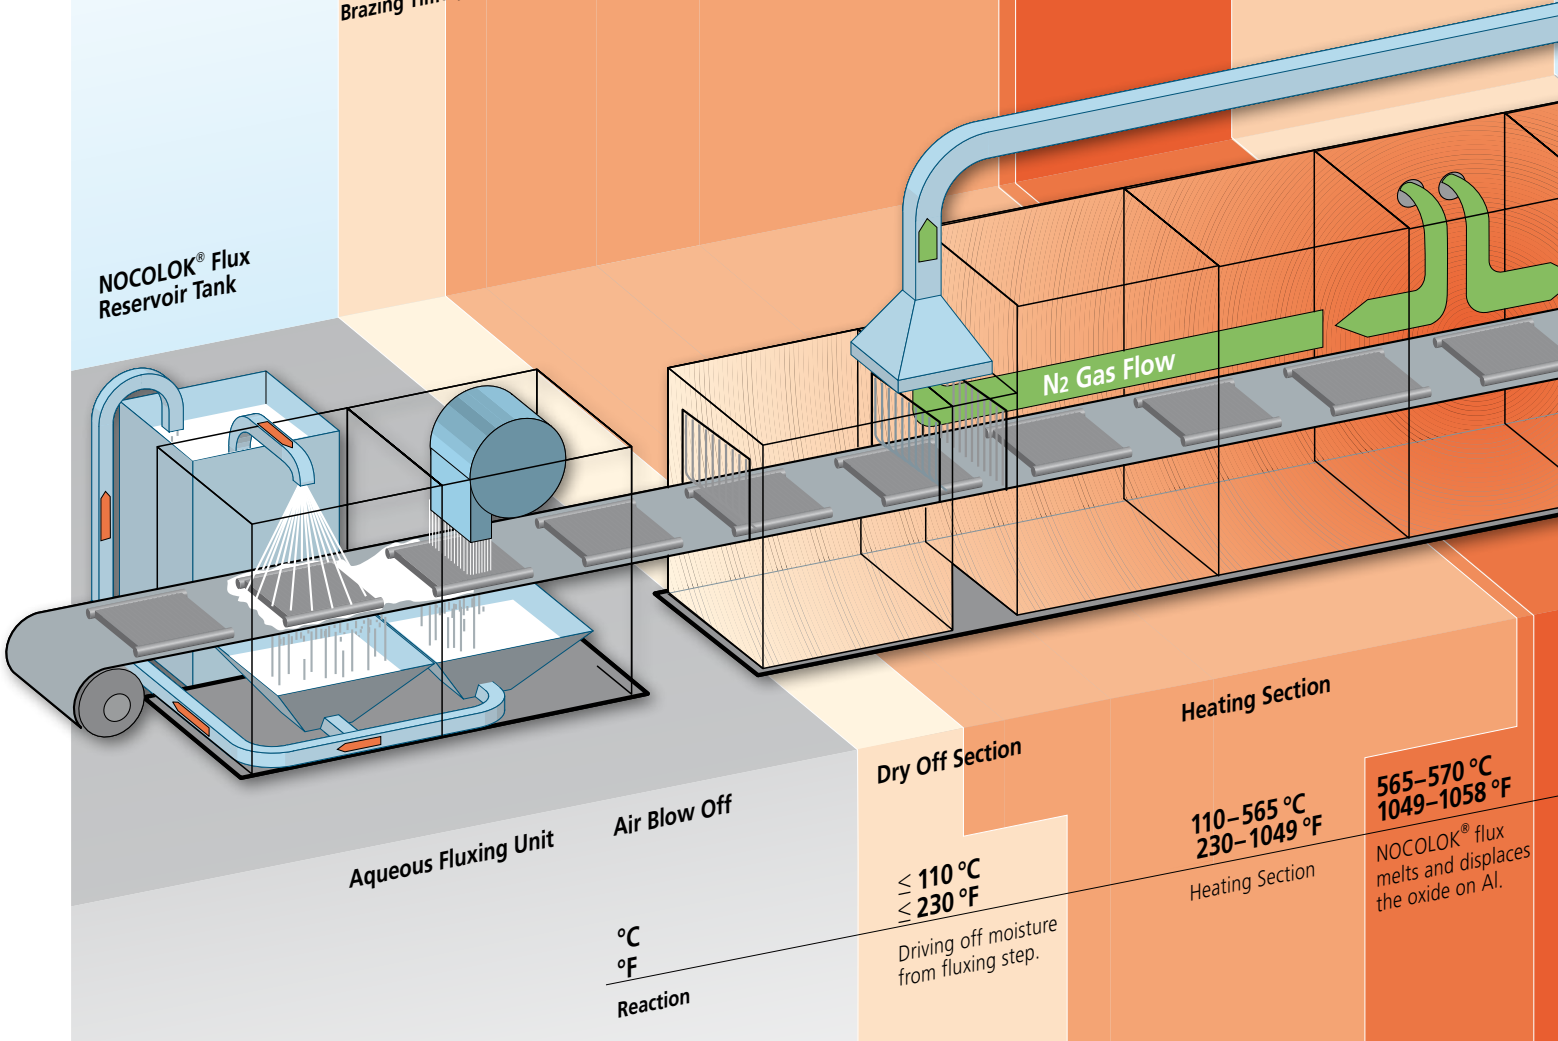 Brazing
NOCOLOK® Flux
Reservoir Tank
N2 Gas Flow
Heating Section
Dry Off Section
Air Blow Off
Aqueous Fluxing Unit
°C
°F
Reaction
≤ 110 °C
≤ 230 °F
Driving off moisture
from fluxing step.
110–565 °C
230–1049 °F
Heating Section
565–570 °C
1049–1058 °F
NOCOLOK® flux
melts and displaces
the oxide on Al.